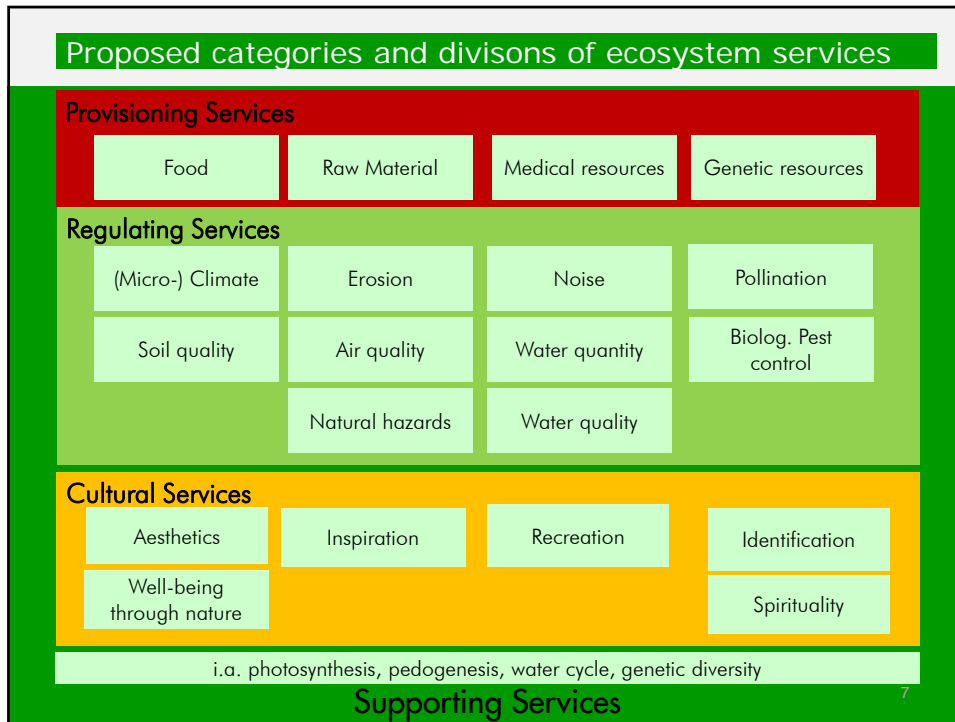 Proposed categories and divisons of ecosystem services
Provisioning Services
Food
Raw Material
Medical resources
Genetic resources
Regulating Services
(Micro-) Climate
Erosion
Noise
Pollination
Soil quality
Air quality
Water quantity
Biolog. Pest
control
Natural hazards
Water quality
Cultural Services
Aesthetics
Inspiration
Recreation
Identification
Well-being
through nature
Spirituality
i.a. photosynthesis, pedogenesis, water cycle, genetic diversity
Supporting Services
7